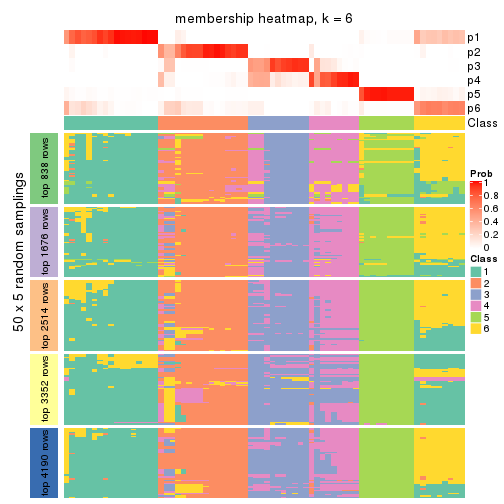 membership heatmap, k = 6
p1
p2
p3
p4
p5
p6
Class
50 x 5 random samplings
top 838 rows
top 1676 rows
top 2514 rows
top 3352 rows
top 4190 rows
Prob
1
0.8
0.6
0.4
0.2
0
Class
1
2
3
4
5
6